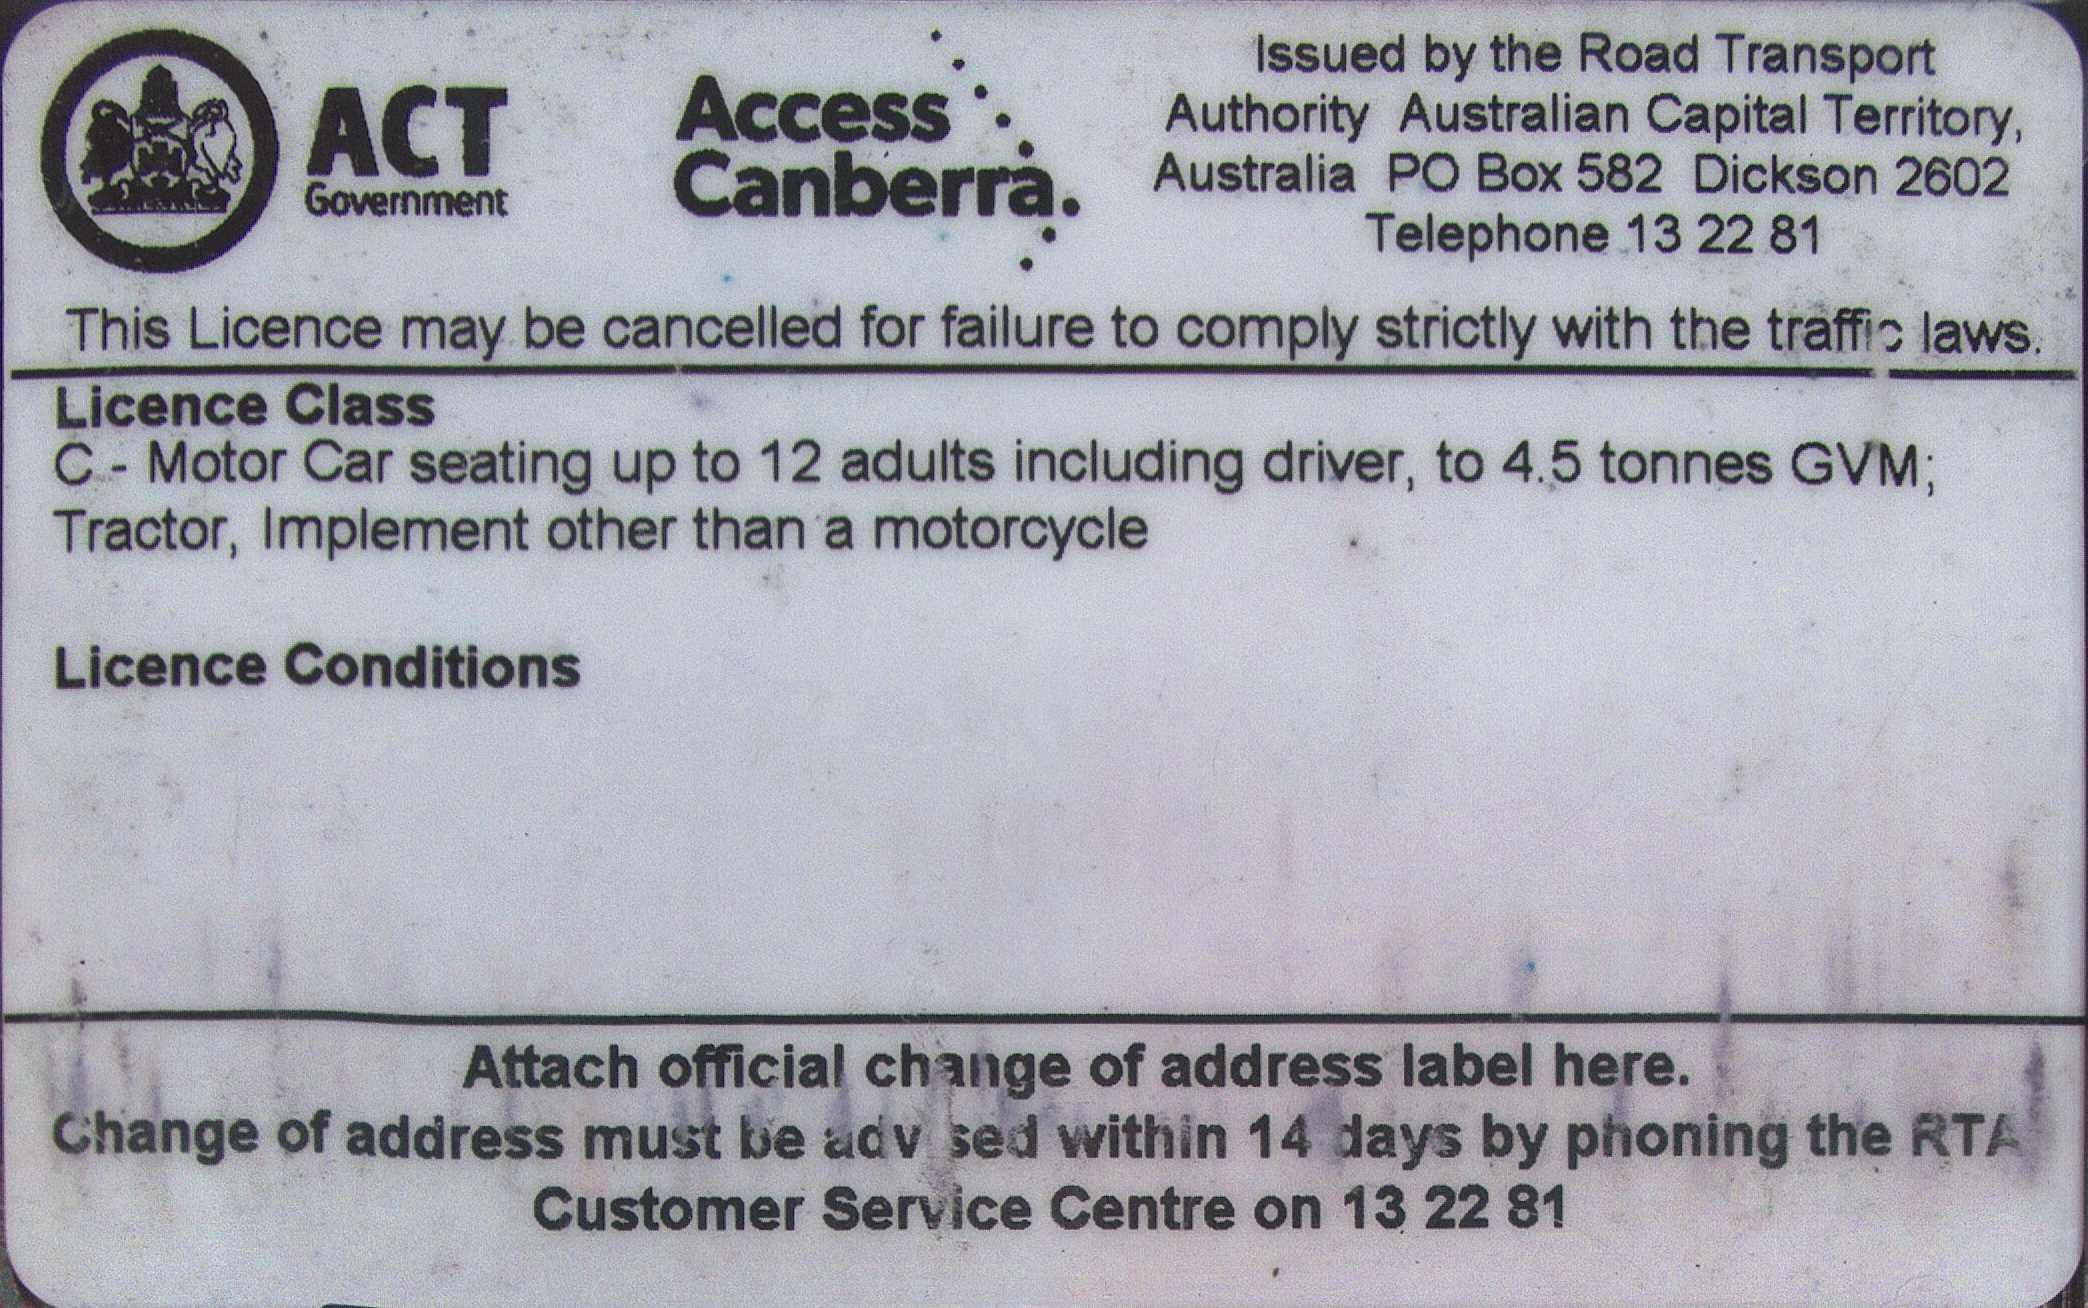 ACT
Government
Access
Canberra.
Issued by the Road Transport
Authority Australian Capital Territory,
Australia PO Box 582 Dickson 2602
Telephone 13 22 81
This Licence may be cancelled for failure to comply strictly with the traffic laws.
Licence Class
C - Motor Car seating up to 12 adults including driver, to 4.5 tonnes GVM;
Tractor, Implement other than a motorcycle
Licence Conditions
Attach official change of address label here.
Change of address must be advised within 14 days by phoning the RTA
Customer Service Centre on 13 22 81